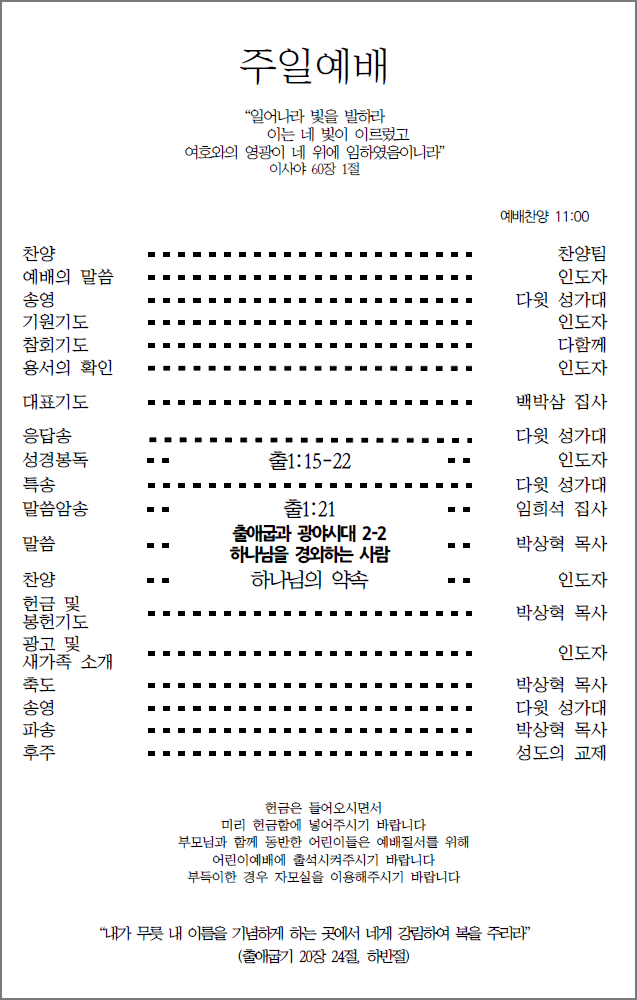 주일예배
“일어나라 빛을 발하라
이는 네 빛이 이르렀고
여호와의 영광이 네 위에 임하였음이니라”
이사야 60장 1절
예배찬양 11:00
찬양 찬양팀
예배의 말씀 인도자
송영 다윗 성가대
기원기도 인도자
참회기도 다함께
용서의 확인 인도자
대표기도 백박삼 집사
응답송 다윗 성가대
성경봉독 출1:15-22 인도자
특송 다윗 성가대
말씀암송 출1:21 임희석 집사
출애굽과 광야시대 2-2
말씀 박상혁 목사
하나님을 경외하는 사람
찬양 하나님의 약속 인도자
헌금 및
봉헌기도 박상혁 목사
광고 및
새가족 소개 인도자
축도 박상혁 목사
송영 다윗 성가대
파송 박상혁 목사
후주 성도의 교제
헌금은 들어오시면서
미리 헌금함에 넣어주시기 바랍니다
부모님과 함께 동반한 어린이들은 예배질서를 위해
어린이예배에 출석시켜주시기 바랍니다
부득이한 경우 자모실을 이용해주시기 바랍니다
“내가 무릇 내 이름을 기념하게 하는 곳에서 네게 강림하여 복을 주리라”
(출애굽기 20장 24절, 하반절)